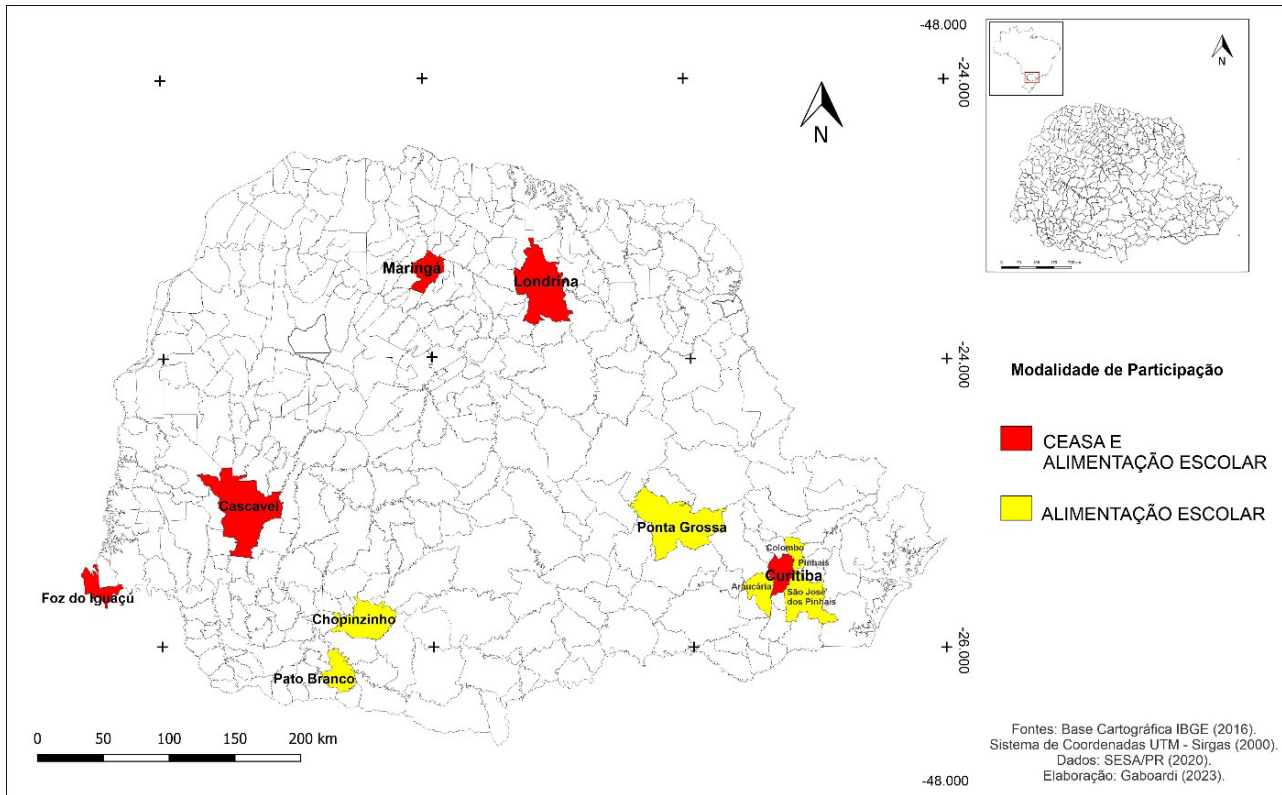 -48.000
-24.000
N
N
Maringá
Londrina
-24.000
Modalidade de Participação
CEASA E
ALIMENTAÇÃO ESCOLAR
ALIMENTAÇÃO ESCOLAR
Cascavel
Ponta Grossa
Colombo
Pinhais
Curitiba
Araucária
São José
dos Pinhais
Foz do Iguaçú
Chopinzinho
Pato Branco
-26.000
0 50 100 150 200 km
Fontes: Base Cartográfica IBGE (2016).
Sistema de Coordenadas UTM - Sirgas (2000).
Dados: SESA/PR (2020).
Elaboração: Gaboardi (2023).
-48.000